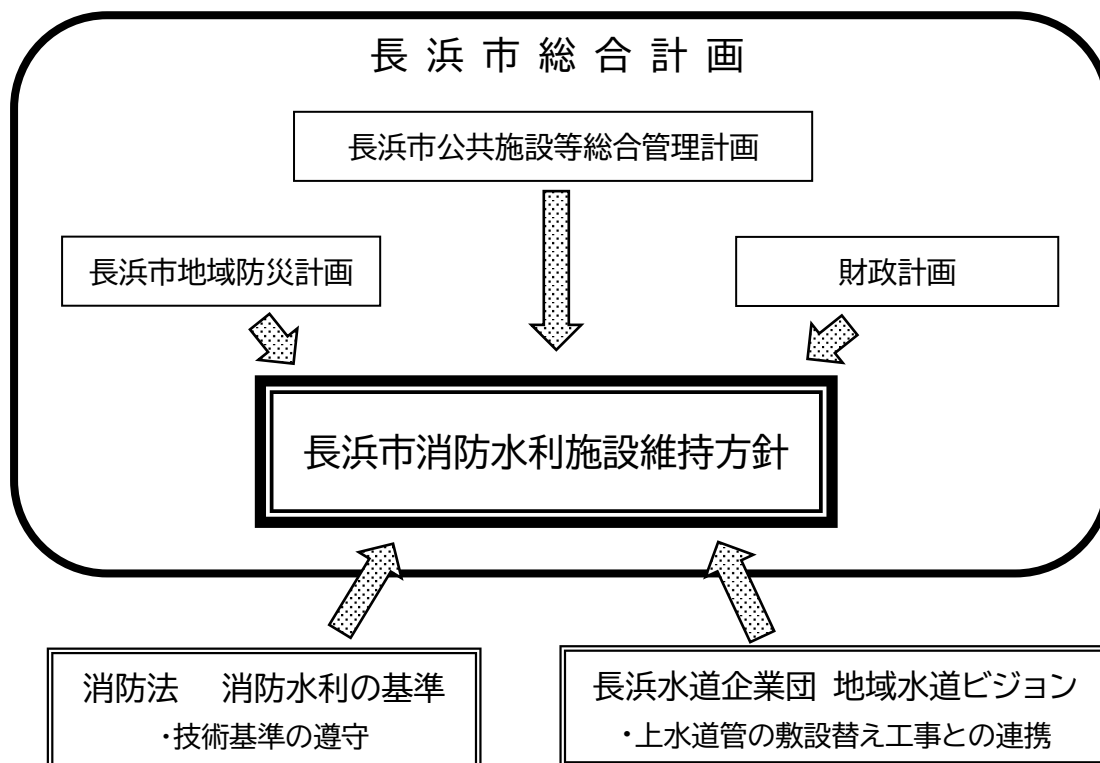 長浜市総合計画
長浜市公共施設等総合管理計画
長浜市地域防災計画
財政計画
長浜市消防水利施設維持方針
消防法　消防水利の基準
・技術基準の遵守
長浜水道企業団 地域水道ビジョン
・上水道管の敷設替え工事との連携